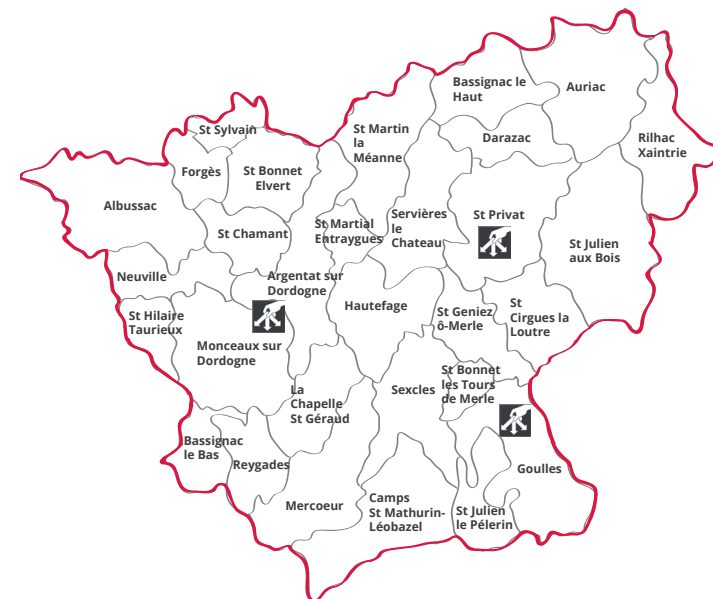 Bassignac le
Haut
Auriac
St Sylvain
St Martin
la
Méanne
Darazac
Rilhac
Xaintrie
Forgès
St Bonnet
Elvert
Albussac
St Chamant
St Martial
Entraygues
Servières
le
Chateau
St Privat
St Julien
aux Bois
Neuville
Argentat sur
Dordogne
Hautefage
St Hilaire
Taurieux
St Geniez
ô-Merle
St
Cirgues la
Loutre
Monceaux sur
Dordogne
La
Chapelle
St Géraud
Sexcles
St Bonnet
les Tours
de Merle
Bassignac
le Bas
Reygades
Goulles
Mercoeur
Camps
St Mathurin-
Léobazel
St Julien
le Pélerin